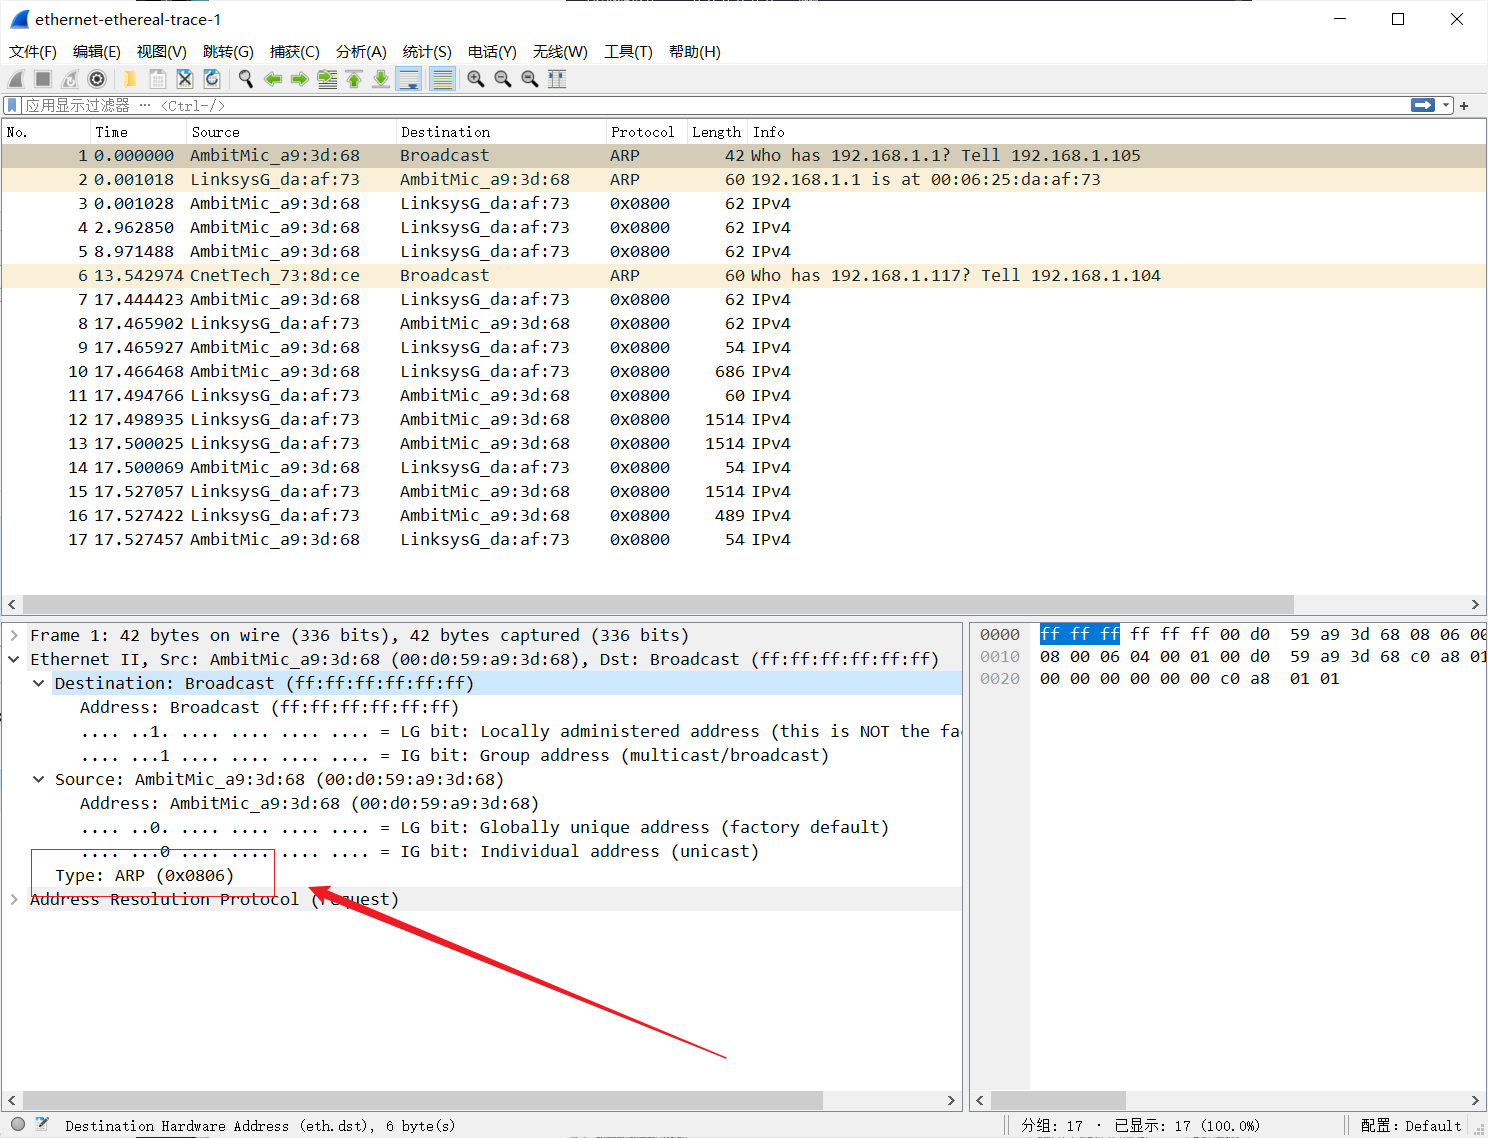 ethernet-ethereal-trace-1
文件(F) 编辑(E) 视图(V) 跳转(G) 捕获(C) 分析(A) 统计(S) 电话(Y) 无线(W) 工具(T) 帮助(H)
应用显示过滤器 … <Ctrl-/>
No. Time Source Destination Protocol Length Info
1 0.000000 AmbitMic_a9:3d:68 Broadcast ARP 42 Who has 192.168.1.1? Tell 192.168.1.105
2 0.001018 LinksysG_da:af:73 AmbitMic_a9:3d:68 ARP 60 192.168.1.1 is at 00:06:25:da:af:73
3 0.001028 AmbitMic_a9:3d:68 LinksysG_da:af:73 0x0800 62 IPv4
4 2.962850 AmbitMic_a9:3d:68 LinksysG_da:af:73 0x0800 62 IPv4
5 8.971488 AmbitMic_a9:3d:68 LinksysG_da:af:73 0x0800 62 IPv4
6 13.542974 CnetTech_73:8d:ce Broadcast ARP 60 Who has 192.168.1.117? Tell 192.168.1.104
7 17.444423 AmbitMic_a9:3d:68 LinksysG_da:af:73 0x0800 62 IPv4
8 17.465902 LinksysG_da:af:73 AmbitMic_a9:3d:68 0x0800 62 IPv4
9 17.465927 AmbitMic_a9:3d:68 LinksysG_da:af:73 0x0800 54 IPv4
10 17.466468 AmbitMic_a9:3d:68 LinksysG_da:af:73 0x0800 686 IPv4
11 17.494766 LinksysG_da:af:73 AmbitMic_a9:3d:68 0x0800 60 IPv4
12 17.498935 LinksysG_da:af:73 AmbitMic_a9:3d:68 0x0800 1514 IPv4
13 17.500025 LinksysG_da:af:73 AmbitMic_a9:3d:68 0x0800 1514 IPv4
14 17.500069 AmbitMic_a9:3d:68 LinksysG_da:af:73 0x0800 54 IPv4
15 17.527057 LinksysG_da:af:73 AmbitMic_a9:3d:68 0x0800 1514 IPv4
16 17.527422 LinksysG_da:af:73 AmbitMic_a9:3d:68 0x0800 489 IPv4
17 17.527457 AmbitMic_a9:3d:68 LinksysG_da:af:73 0x0800 54 IPv4
Frame 1: 42 bytes on wire (336 bits), 42 bytes captured (336 bits)
Ethernet II, Src: AmbitMic_a9:3d:68 (00:d0:59:a9:3d:68), Dst: Broadcast (ff:ff:ff:ff:ff:ff)
Destination: Broadcast (ff:ff:ff:ff:ff:ff)
Address: Broadcast (ff:ff:ff:ff:ff:ff)
.... ..1. .... .... .... .... = LG bit: Locally administered address (this is NOT the fa
.... ...1 .... .... .... .... = IG bit: Group address (multicast/broadcast)
Source: AmbitMic_a9:3d:68 (00:d0:59:a9:3d:68)
Address: AmbitMic_a9:3d:68 (00:d0:59:a9:3d:68)
.... ..0. .... .... .... .... = LG bit: Globally unique address (factory default)
.... ...0 .... .... .... .... = IG bit: Individual address (unicast)
Type: ARP (0x0806)
Address Resolution Protocol (request)
0000 ff ff ff ff ff ff 00 d0 59 a9 3d 68 08 06 00
0010 08 00 06 04 00 01 00 d0 59 a9 3d 68 c0 a8 01
0020 00 00 00 00 00 00 c0 a8 01 01
Destination Hardware Address (eth.dst), 6 byte(s)
分组: 17 · 已显示: 17 (100.0%)
配置: Default